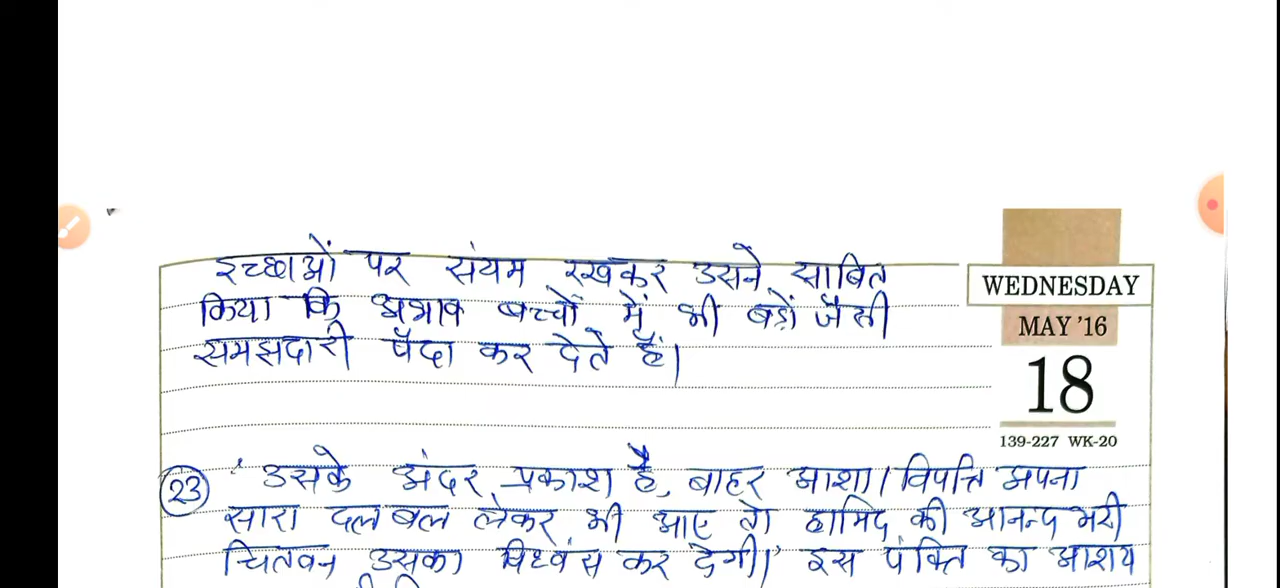 इच्छाओं पर संयम रखकर उसने साबित
किया कि अभाव बच्चों में भी बड़ों जैसी
समझदारी पैदा कर देते हैं।
WEDNESDAY
MAY '16
18
139-227 WK-20
23 'उसके अंदर प्रकाश है, बाहर आशा। विपत्ति अपना
सारा दलबल लेकर भी आए तो हामिद की आनन्द भरी
चितवन उसका विध्वंस कर देगी।' इस पंक्ति का आशय